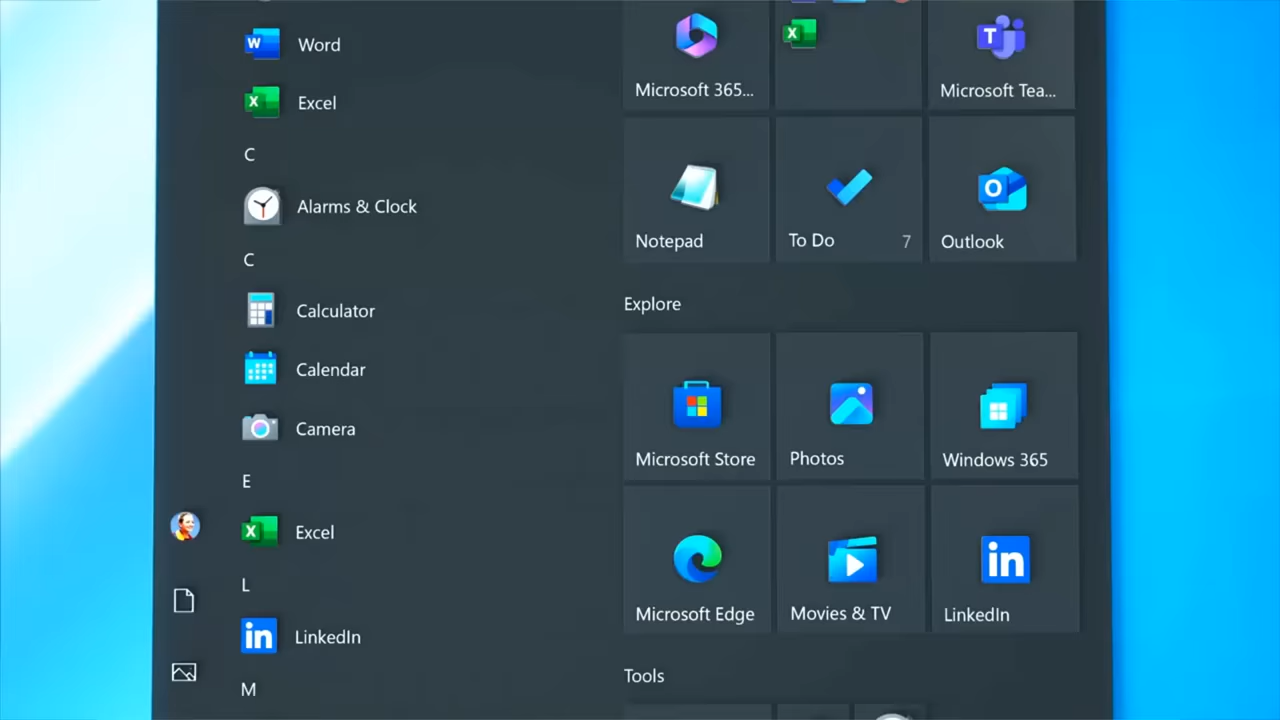 Word
Excel
C
Alarms & Clock
C
Calculator
Calendar
Camera
E
Excel
L
LinkedIn
M
Microsoft 365...
Microsoft Tea...
Notepad
To Do 7
Outlook
Explore
Microsoft Store
Photos
Windows 365
Microsoft Edge
Movies & TV
LinkedIn
Tools